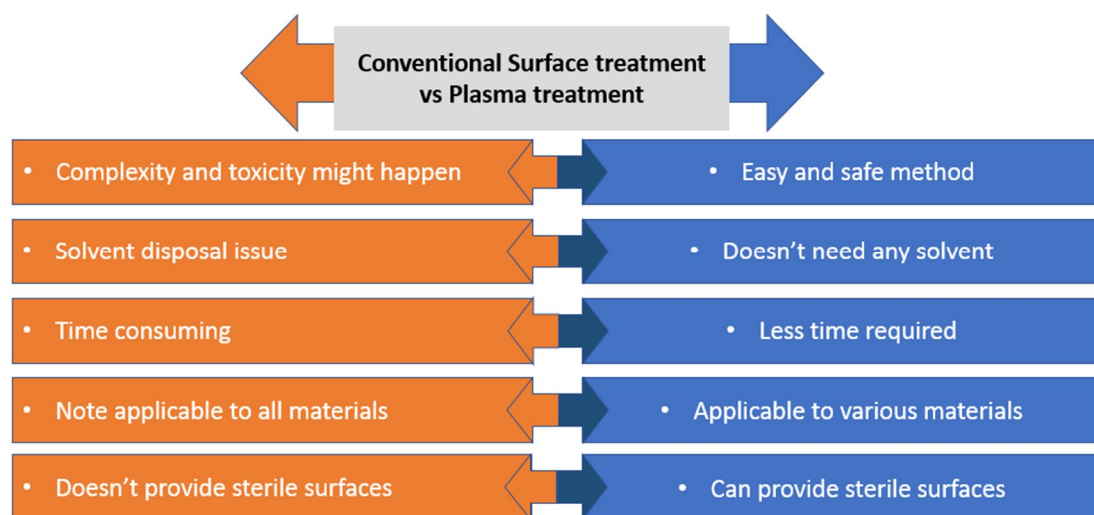 Conventional Surface treatment
vs Plasma treatment
• Complexity and toxicity might happen
• Easy and safe method
• Solvent disposal issue
• Doesn’t need any solvent
• Time consuming
• Less time required
• Note applicable to all materials
• Applicable to various materials
• Doesn’t provide sterile surfaces
• Can provide sterile surfaces